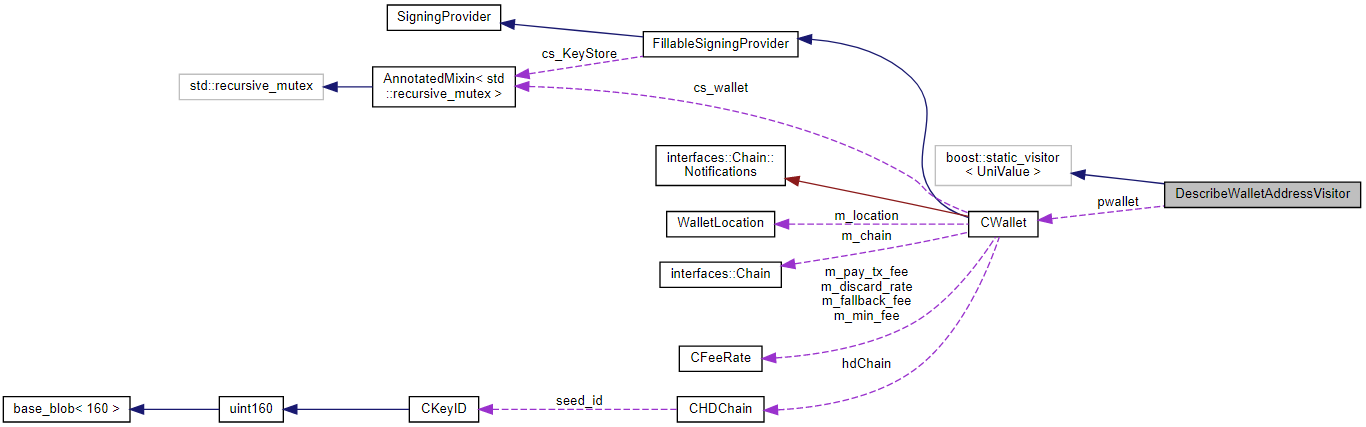 SigningProvider
FillableSigningProvider
cs_KeyStore
std::recursive_mutex
AnnotatedMixin< std
::recursive_mutex >
cs_wallet
interfaces::Chain::
Notifications
boost::static_visitor
< UniValue >
DescribeWalletAddressVisitor
pwallet
WalletLocation
m_location
CWallet
m_chain
interfaces::Chain
m_pay_tx_fee
m_discard_rate
m_fallback_fee
m_min_fee
CFeeRate
hdChain
base_blob< 160 >
uint160
CKeyID
seed_id
CHDChain